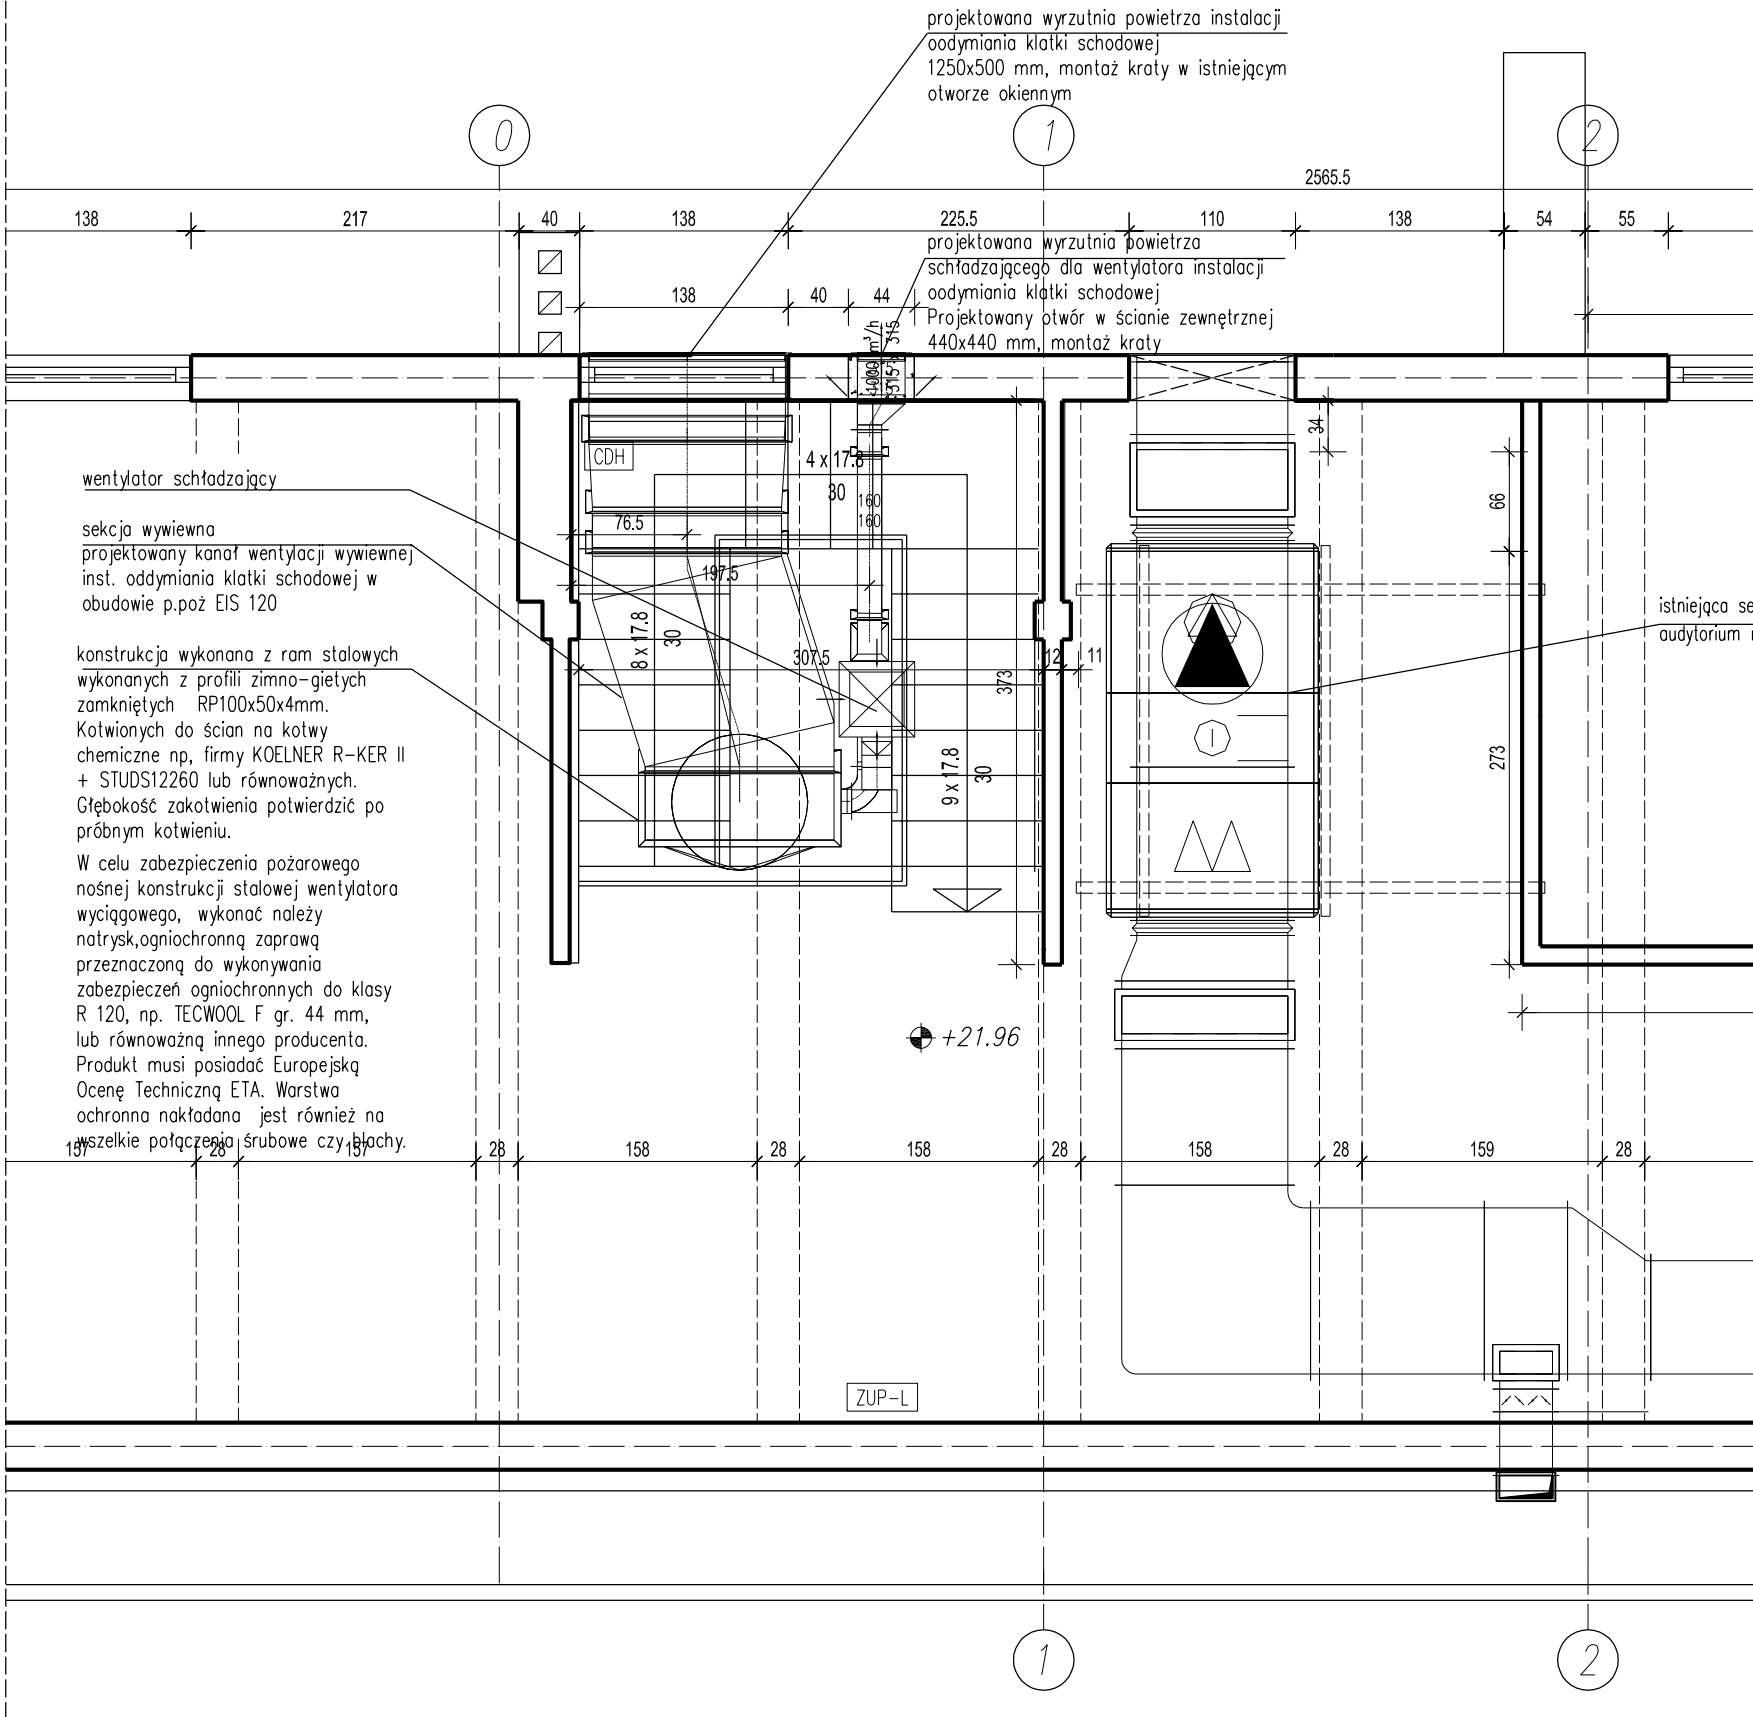 projektowana wyrzutnia powietrza instalacji
oodymiania klatki schodowej
1250x500 mm, montaż kraty w istniejącym
otworze okiennym
0
1
2
2565.5
138
217
40
138
225.5
110
138
54
55
projektowana wyrzutnia powietrza
schładzającego dla wentylatora instalacji
oodymiania klatki schodowej
Projektowany otwór w ścianie zewnętrznej
440x440 mm, montaż kraty
138
40
44
1000 m³/h
315
315
34
CDH
4 x 17.8
30
160
160
66
wentylator schładzający
sekcja wywiewna
projektowany kanał wentylacji wywiewnej
inst. oddymiania klatki schodowej w
obudowie p.poż EIS 120
76.5
197.5
8 x 17.8
30
307.5
12
11
373
istniejąca se
audytorium
konstrukcja wykonana z ram stalowych
wykonanych z profili zimno-giętych
zamkniętych RP100x50x4mm.
Kotwionych do ścian na kotwy
chemiczne np, firmy KOELNER R-KER II
+ STUDS12260 lub równoważnych.
Głębokość zakotwienia potwierdzić po
próbnym kotwieniu.
9 x 17.8
30
273
W celu zabezpieczenia pożarowego
nośnej konstrukcji stalowej wentylatora
wyciągowego, wykonać należy
natrysk,ogniochronną zaprawą
przeznaczoną do wykonywania
zabezpieczeń ogniochronnych do klasy
R 120, np. TECWOOL F gr. 44 mm,
lub równoważną innego producenta.
Produkt musi posiadać Europejską
Ocenę Techniczną ETA. Warstwa
ochronna nakładana jest również na
wszelkie połączenia śrubowe czy blachy.
+21.96
157
28
157
28
158
28
158
28
158
28
159
28
ZUP-L
1
2